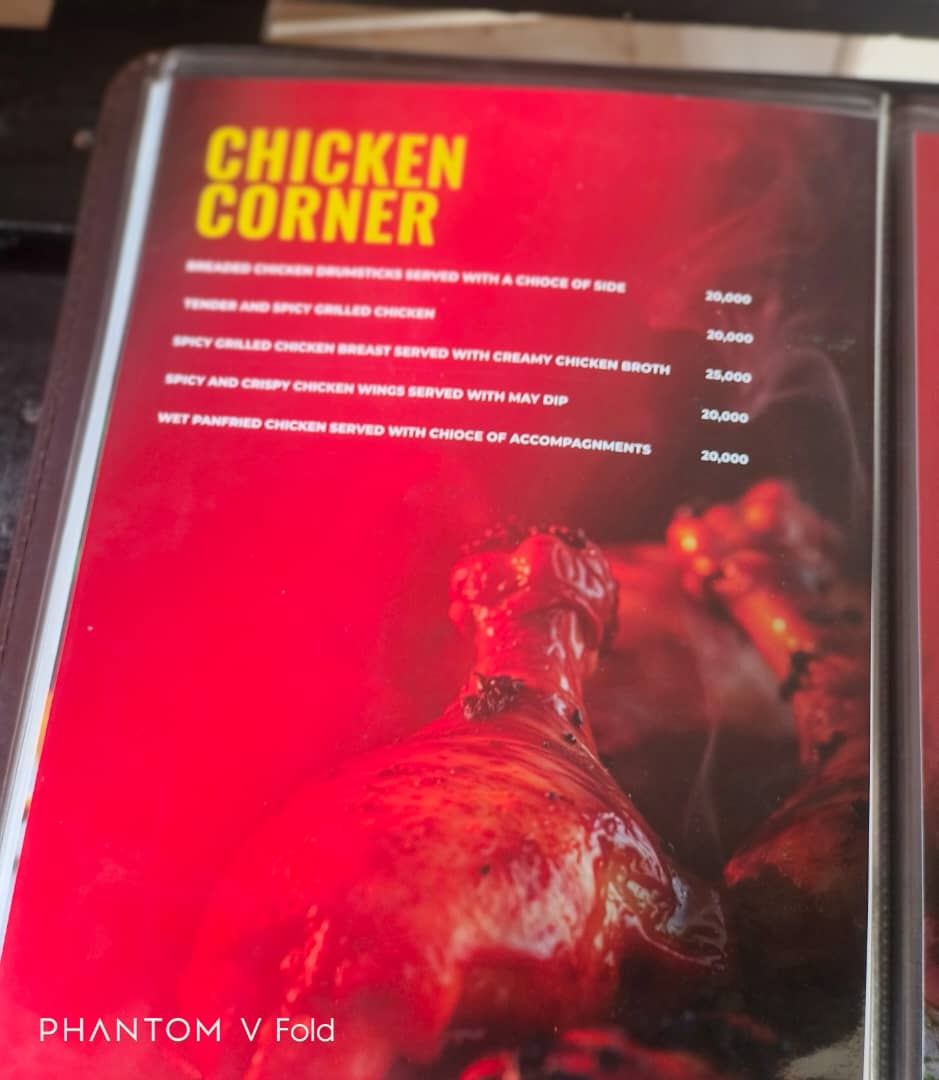 CHICKEN
CORNER
BREADED CHICKEN DRUMSTICKS SERVED WITH A CHIOCE OF SIDE 20,000
TENDER AND SPICY GRILLED CHICKEN 20,000
SPICY GRILLED CHICKEN BREAST SERVED WITH CREAMY CHICKEN BROTH 25,000
SPICY AND CRISPY CHICKEN WINGS SERVED WITH MAY DIP 20,000
WET PANFRIED CHICKEN SERVED WITH CHIOCE OF ACCOMPAGNMENTS 20,000
PHANTOM V Fold